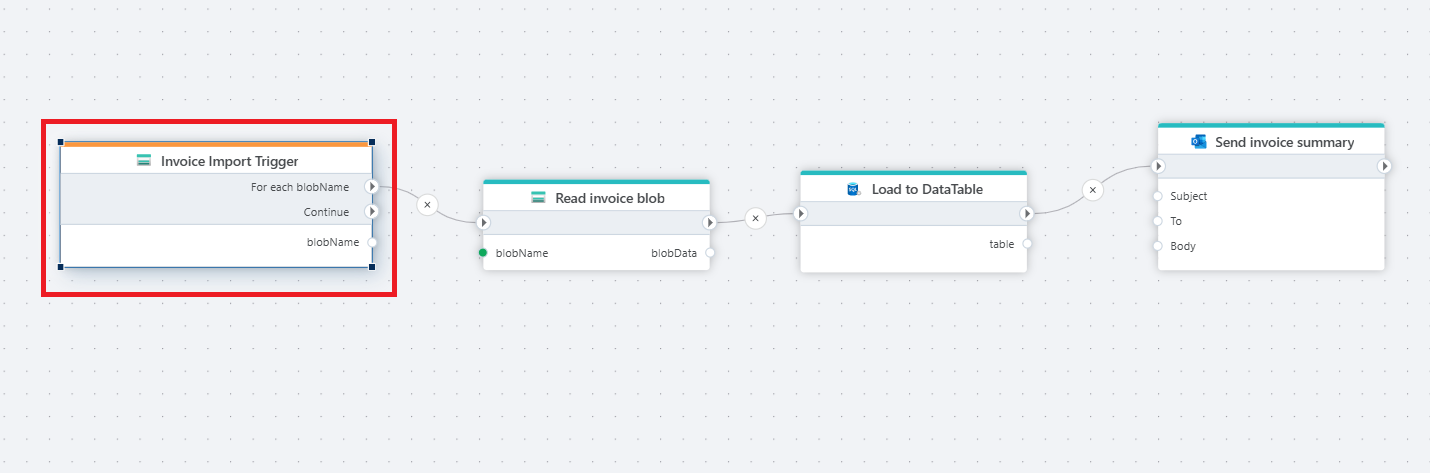 Invoice Import Trigger
For each blobName
Continue
blobName
Read invoice blob
blobName
blobData
SQL
Load to DataTable
table
Send invoice summary
Subject
To
Body